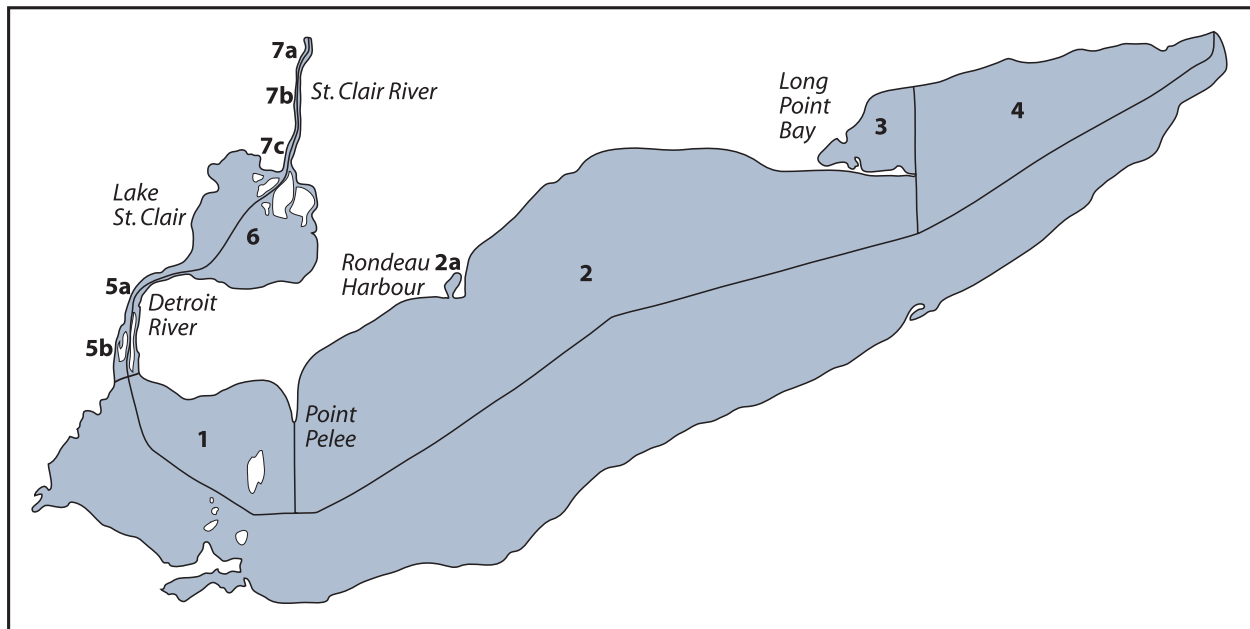 7a
7b
St. Clair River
7c
Long
Point
Bay
3
4
Lake
St. Clair
6
Rondeau 2a
Harbour
2
5a
Detroit
River
5b
1
Point
Pelee